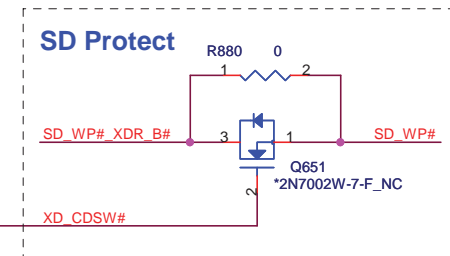 SD Protect
R880 0
1 2
SD_WP#_XDR_B# 3 1 SD_WP#
Q651
*2N7002W-7-F_NC
2
XD_CDSW#